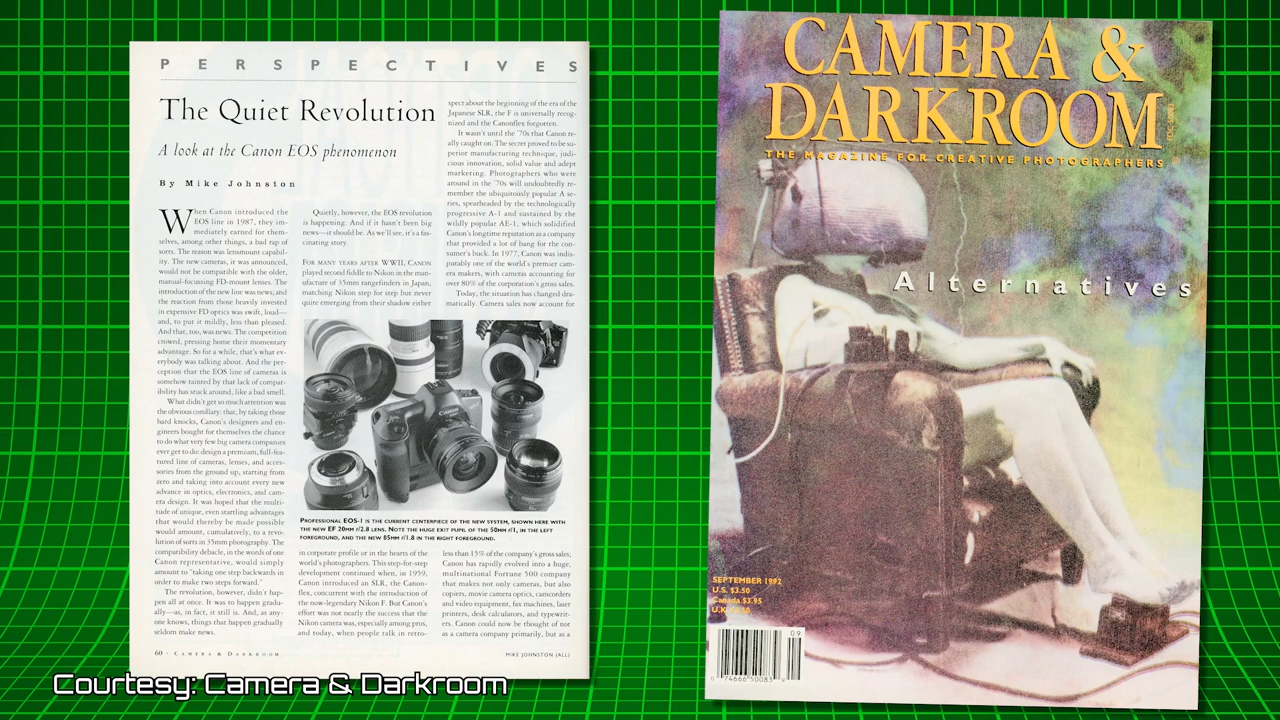 PERSPECTIVES
The Quiet Revolution
A look at the Canon EOS phenomenon
By Mike Johnston
When Canon introduced the
EOS line in 1987, they im-
mediately earned for them-
selves, among other things, a bad rap of
sorts. The reason was lensmount capabil-
ity. The new cameras, it was announced,
would not be compatible with the older,
manual-focussing FD-mount lenses. The
introduction of the new line was news; and
the reaction from those heavily invested
in expensive FD optics was swift, loud—
and, to put it mildly, less than pleased.
And that, too, was news. The competition
crowed, pressing home their momentary
advantage. So for a while, that's what ev-
erybody was talking about. And the per-
ception that the EOS line of cameras is
somehow tainted by that lack of compat-
ibility has stuck around, like a bad smell.
What didn't get so much attention was
the obvious corollary: that, by taking those
hard knocks, Canon's designers and en-
gineers bought for themselves the chance
to do what very few big camera companies
ever get to do: design a premium, full-fea-
tured line of cameras, lenses, and acces-
sories from the ground up, starting from
zero and taking into account every new
advance in optics, electronics, and cam-
era design. It was hoped that the multi-
tude of unique, even startling advantages
that would thereby be made possible
would amount, cumulatively, to a revo-
lution of sorts in 35mm photography. The
compatibility debacle, in the words of one
Canon representative, would simply
amount to "taking one step backwards in
order to make two steps forward."
The revolution, however, didn't hap-
pen all at once. It was to happen gradu-
ally—as, in fact, it still is. And, as any-
one knows, things that happen gradually
seldom make news.
Quietly, however, the EOS revolution
is happening. And if it hasn't been big
news—it should be. As we'll see, it's a fas-
cinating story.
FOR MANY YEARS AFTER WWII, CANON
played second fiddle to Nikon in the man-
ufacture of 35mm rangefinders in Japan,
matching Nikon step for step but never
quite emerging from their shadow either
in corporate profile or in the hearts of the
world's photographers. This step-for-step
development continued when, in 1959,
Canon introduced an SLR, the Canon-
flex, concurrent with the introduction of
the now-legendary Nikon F. But Canon's
effort was not nearly the success that the
Nikon camera was, especially among pros,
and today, when people talk in retro-
spect about the beginning of the era of the
Japanese SLR, the F is universally recog-
nized and the Canonflex forgotten.
It wasn't until the '70s that Canon re-
ally caught on. The secret proved to be su-
perior manufacturing technique, judi-
cious innovation, solid value and adept
marketing. Photographers who were
around in the '70s will undoubtedly re-
member the ubiquitously popular A se-
ries, spearheaded by the technologically
progressive A-1 and sustained by the
wildly popular AE-1, which solidified
Canon's longtime reputation as a company
that provided a lot of bang for the con-
sumer's buck. In 1977, Canon was indis-
putably one of the world's premier cam-
era makers, with cameras accounting for
over 80% of the corporation's gross sales.
Today, the situation has changed dra-
matically. Camera sales now account for
less than 15% of the company's gross sales;
Canon has rapidly evolved into a huge,
multinational Fortune 500 company
that makes not only cameras, but also
copiers, movie camera optics, camcorders
and video equipment, fax machines, laser
printers, desk calculators, and typewrit-
ers. Canon could now be thought of not
as a camera company primarily, but as a
Canon
PROFESSIONAL EOS-1 IS THE CURRENT CENTERPIECE OF THE NEW SYSTEM, SHOWN HERE WITH
THE NEW EF 20MM F/2.8 LENS. NOTE THE HUGE EXIT PUPIL OF THE 50MM F/1, IN THE LEFT
FOREGROUND, AND THE NEW 85MM F/1.8 IN THE RIGHT FOREGROUND.
60 · CAMERA & DARKROOM
MIKE JOHNSTON (ALL)
CAMERA &
DARKROOM
THE MAGAZINE FOR CREATIVE PHOTOGRAPHERS
Alternatives
SEPTEMBER 1992
U.S. $3.50
Canada $3.95
U.K.
09
0 74666 50083 9
Courtesy: Camera & Darkroom